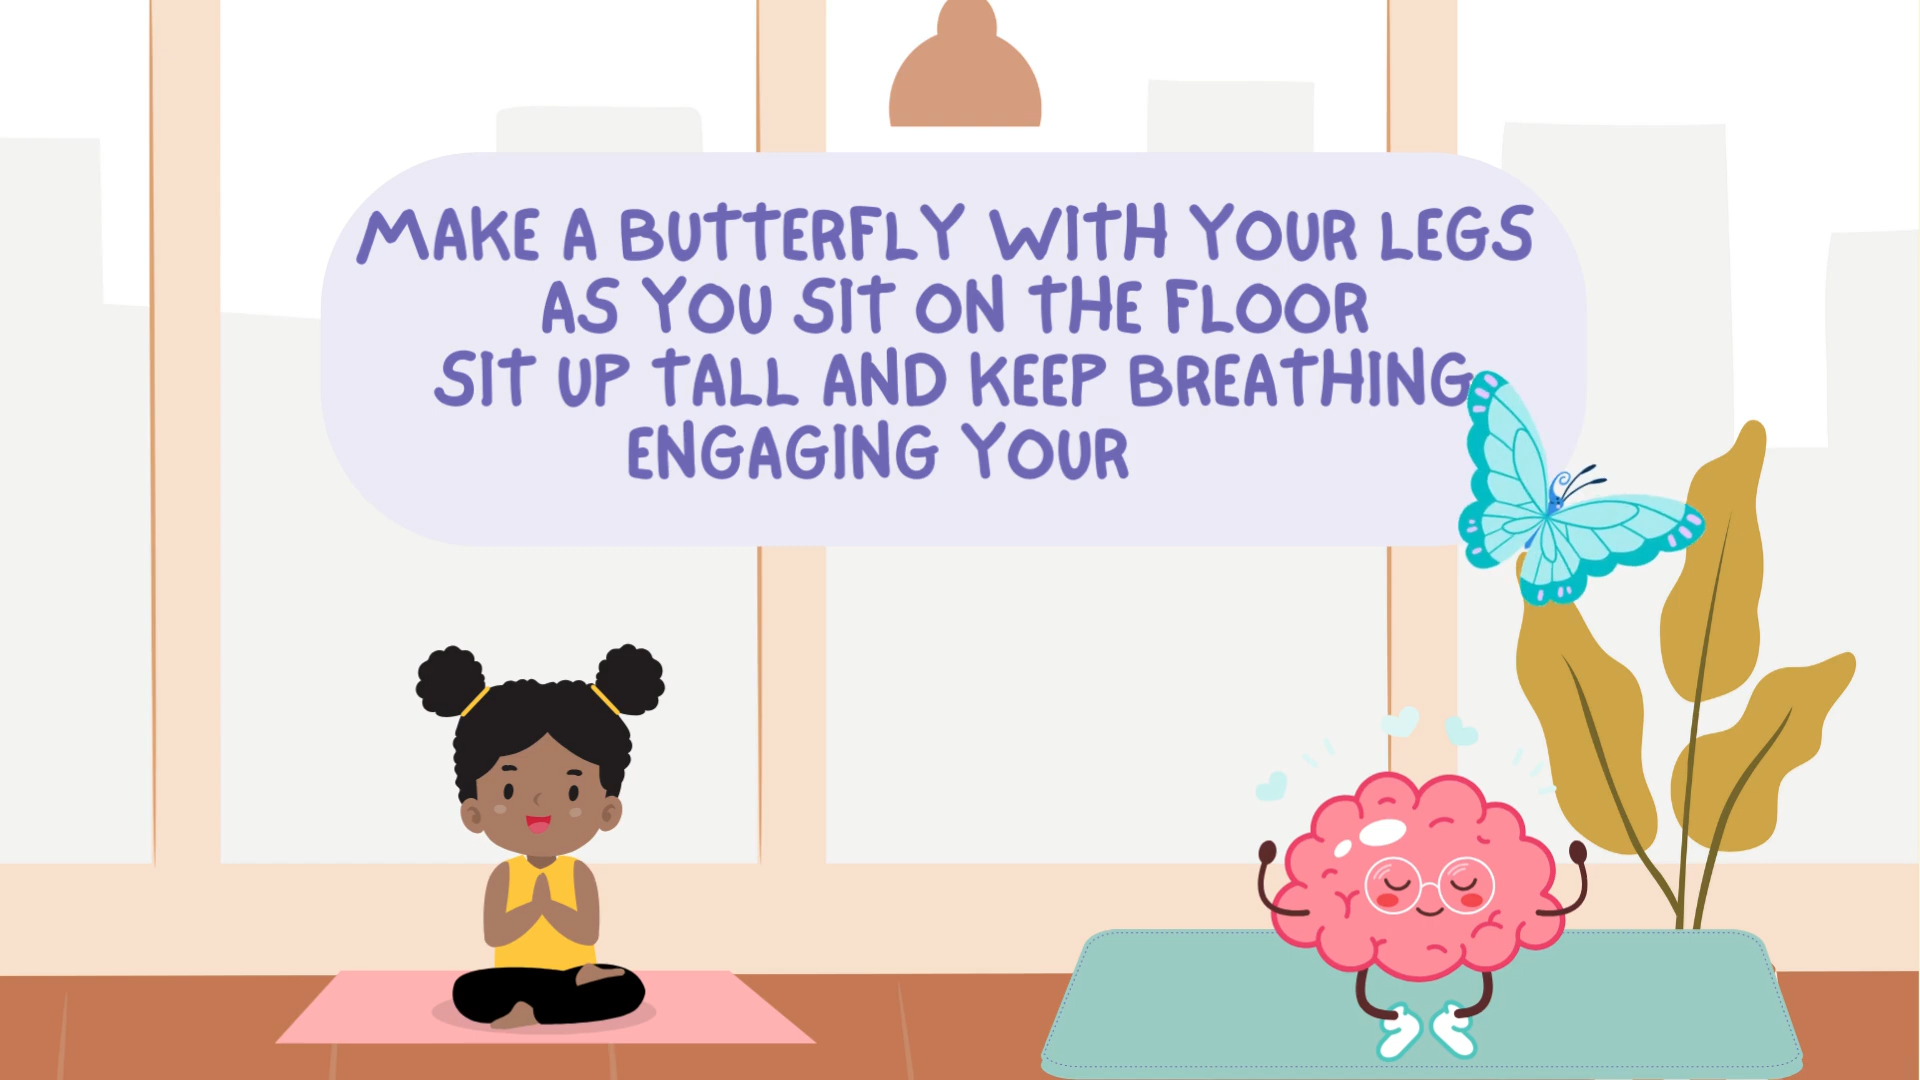 MAKE A BUTTERFLY WITH YOUR LEGS
AS YOU SIT ON THE FLOOR
SIT UP TALL AND KEEP BREATHING
ENGAGING YOUR